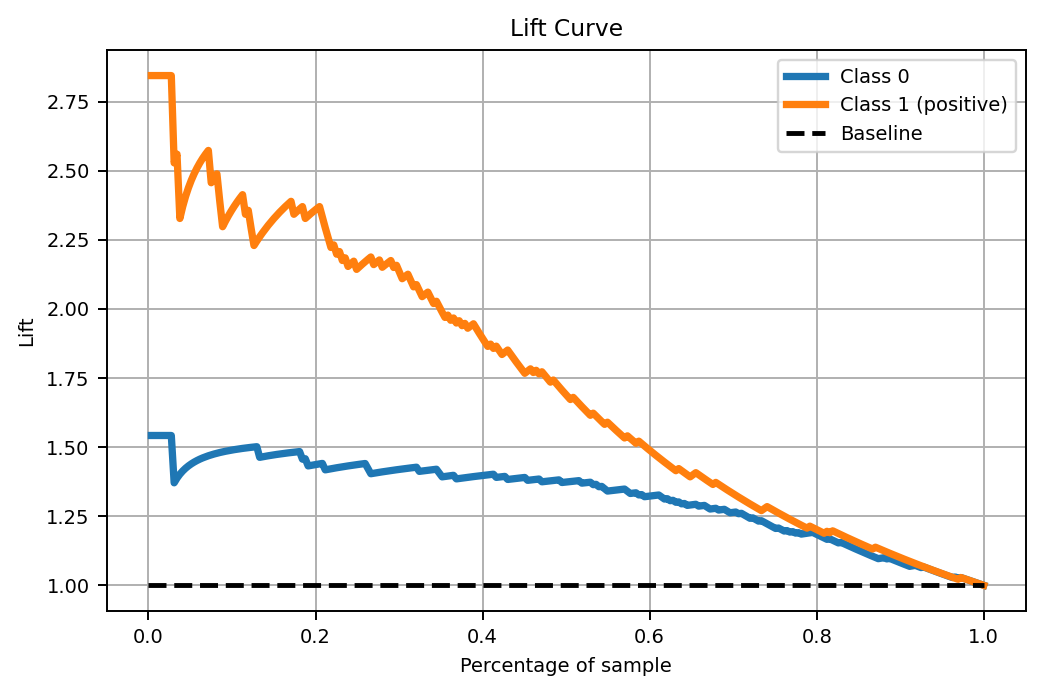 Lift Curve
Class 0
Class 1 (positive)
Baseline
Lift
2.75
2.50
2.25
2.00
1.75
1.50
1.25
1.00
0.0 0.2 0.4 0.6 0.8 1.0
Percentage of sample